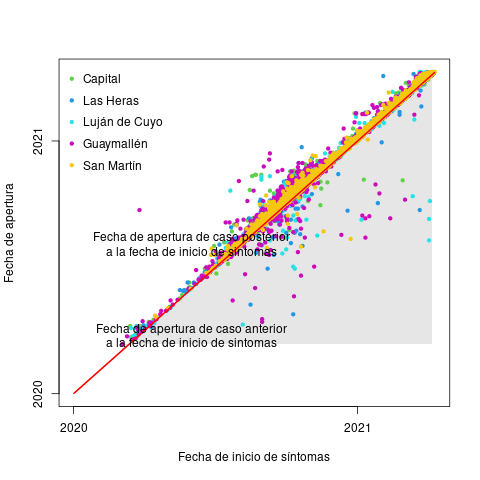 Capital
Las Heras
Luján de Cuyo
Guaymallén
San Martín
Fecha de apertura de caso posterior
a la fecha de inicio de síntomas
Fecha de apertura de caso anterior
a la fecha de inicio de sintomas
Fecha de apertura
2021
2020
2020
2021
Fecha de inicio de síntomas